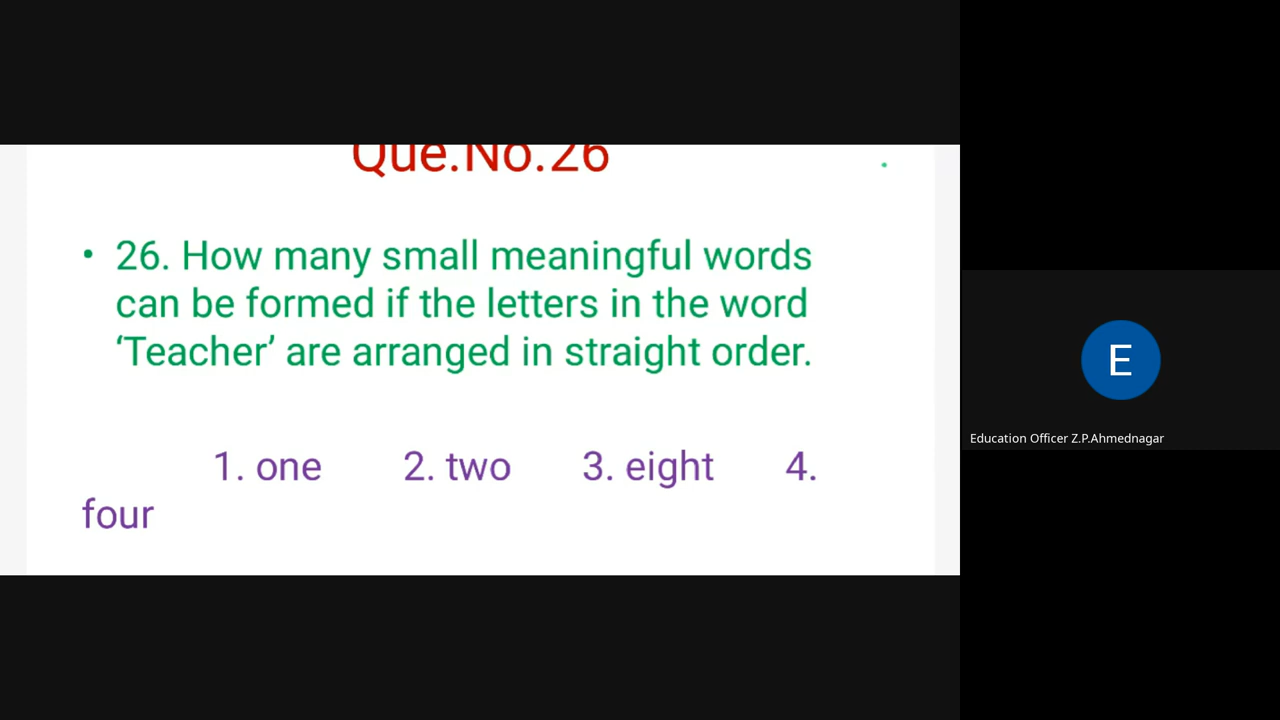 Que.No.26
• 26. How many small meaningful words
can be formed if the letters in the word
‘Teacher’ are arranged in straight order.
1. one 2. two 3. eight 4.
four
E
Education Officer Z.P.Ahmednagar